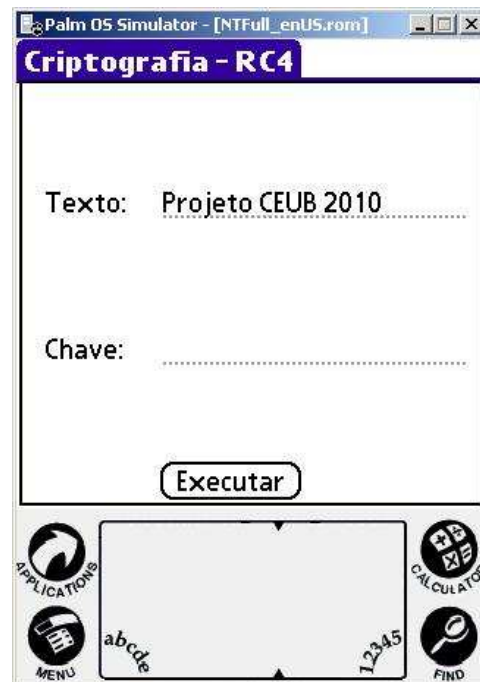 Palm OS Simulator - [NTFull_enUS.rom]
Criptografia - RC4
Texto: Projeto CEUB 2010
Chave:
Executar
APPLICATIONS
CALCULATOR
MENU
abcde
12345
FIND